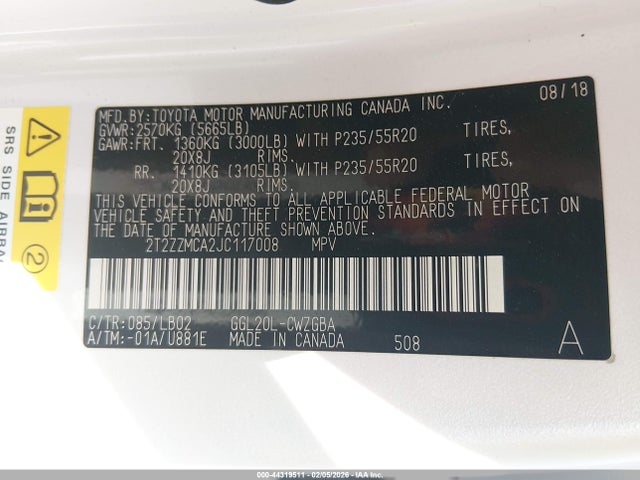 MFD.BY:TOYOTA MOTOR MANUFACTURING CANADA INC. 08/18
GVWR:2570KG (5665LB)
GAWR:FRT. 1360KG (3000LB) WITH P235/55R20 TIRES,
20X8J RIMS.
RR. 1410KG (3105LB) WITH P235/55R20 TIRES,
20X8J RIMS.
THIS VEHICLE CONFORMS TO ALL APPLICABLE FEDERAL MOTOR
VEHICLE SAFETY AND THEFT PREVENTION STANDARDS IN EFFECT ON
THE DATE OF MANUFACTURE SHOWN ABOVE.
2T2ZZMCA2JC117008 MPV
C/TR:085/LB02 GGL20L-CWZGBA
A/TM:-01A/U881E MADE IN CANADA 508 A
SRS SIDE AIRBA
2
000-44319511 - 02/05/2026 - IAA Inc.